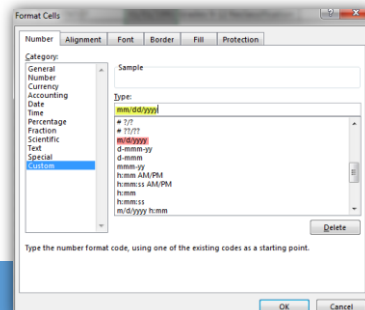 Format Cells
Number Alignment Font Border Fill Protection
Category:
General
Number
Currency
Accounting
Date
Time
Percentage
Fraction
Scientific
Text
Special
Custom
Sample
Type:
mm/dd/yyyy
# ?/?
# ??/??
m/d/yyyy
d-mmm-yy
d-mmm
mmm-yy
h:mm AM/PM
h:mm:ss AM/PM
h:mm
h:mm:ss
m/d/yyyy h:mm
Delete
Type the number format code, using one of the existing codes as a starting point.
OK Cancel